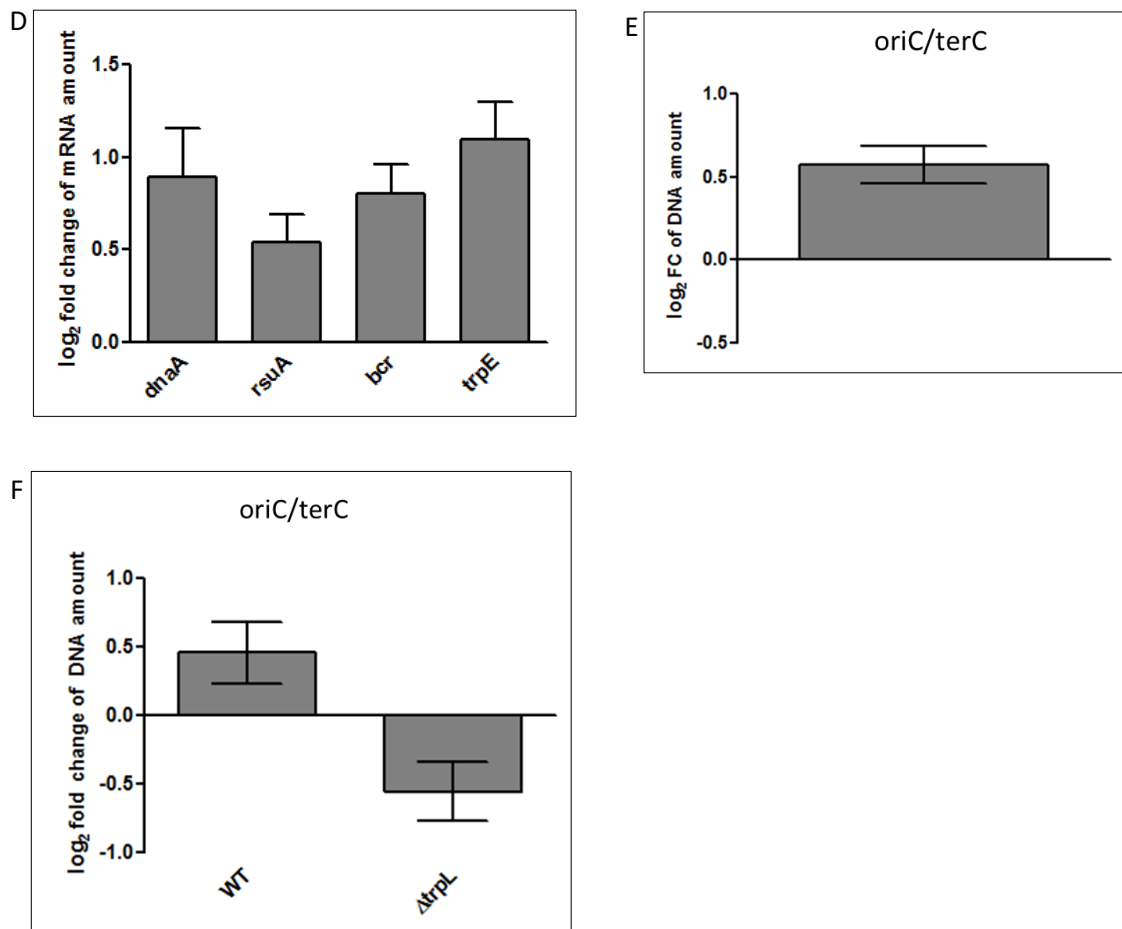 D
log₂ fold change of mRNA amount
1.5
1.0
0.5
0.0
dnaA
rsuA
bcr
trpE
E
oriC/terC
log₂ FC of DNA amount
1.0
0.5
0.0
-0.5
F
oriC/terC
log₂ fold change of DNA amount
1.0
0.5
0.0
-0.5
-1.0
WT
ΔtrpL